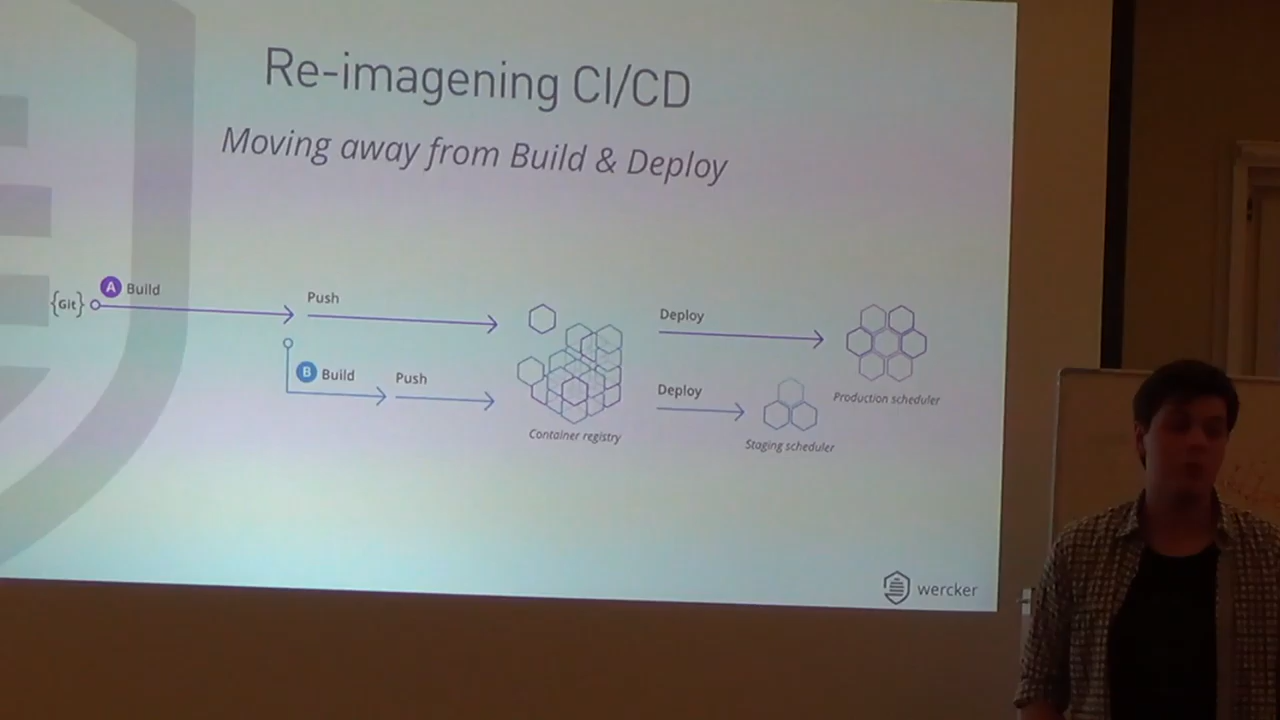 Re-imagening CI/CD
Moving away from Build & Deploy
{Git}
A Build
Push
Deploy
B Build
Push
Deploy
Production scheduler
Container registry
Staging scheduler
wercker